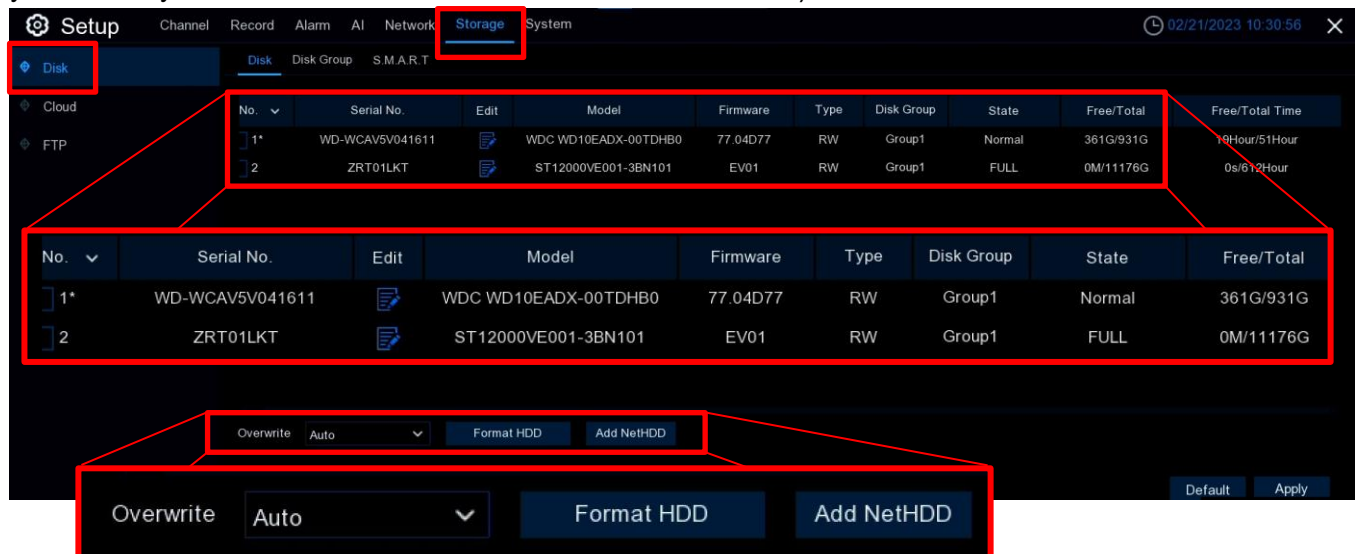 Setup Channel Record Alarm AI Network Storage System 02/21/2023 10:30:56
Disk Disk Disk Group S.M.A.R.T
Cloud No. Serial No. Edit Model Firmware Type Disk Group State Free/Total Free/Total Time
FTP 1* WD-WCAV5V041611 WDC WD10EADX-00TDHB0 77.04D77 RW Group1 Normal 361G/931G 19Hour/51Hour
2 ZRT01LKT ST12000VE001-3BN101 EV01 RW Group1 FULL 0M/11176G 0s/612Hour
No. Serial No. Edit Model Firmware Type Disk Group State Free/Total
1* WD-WCAV5V041611 WDC WD10EADX-00TDHB0 77.04D77 RW Group1 Normal 361G/931G
2 ZRT01LKT ST12000VE001-3BN101 EV01 RW Group1 FULL 0M/11176G
Overwrite Auto Format HDD Add NetHDD
Default Apply
Overwrite Auto Format HDD Add NetHDD